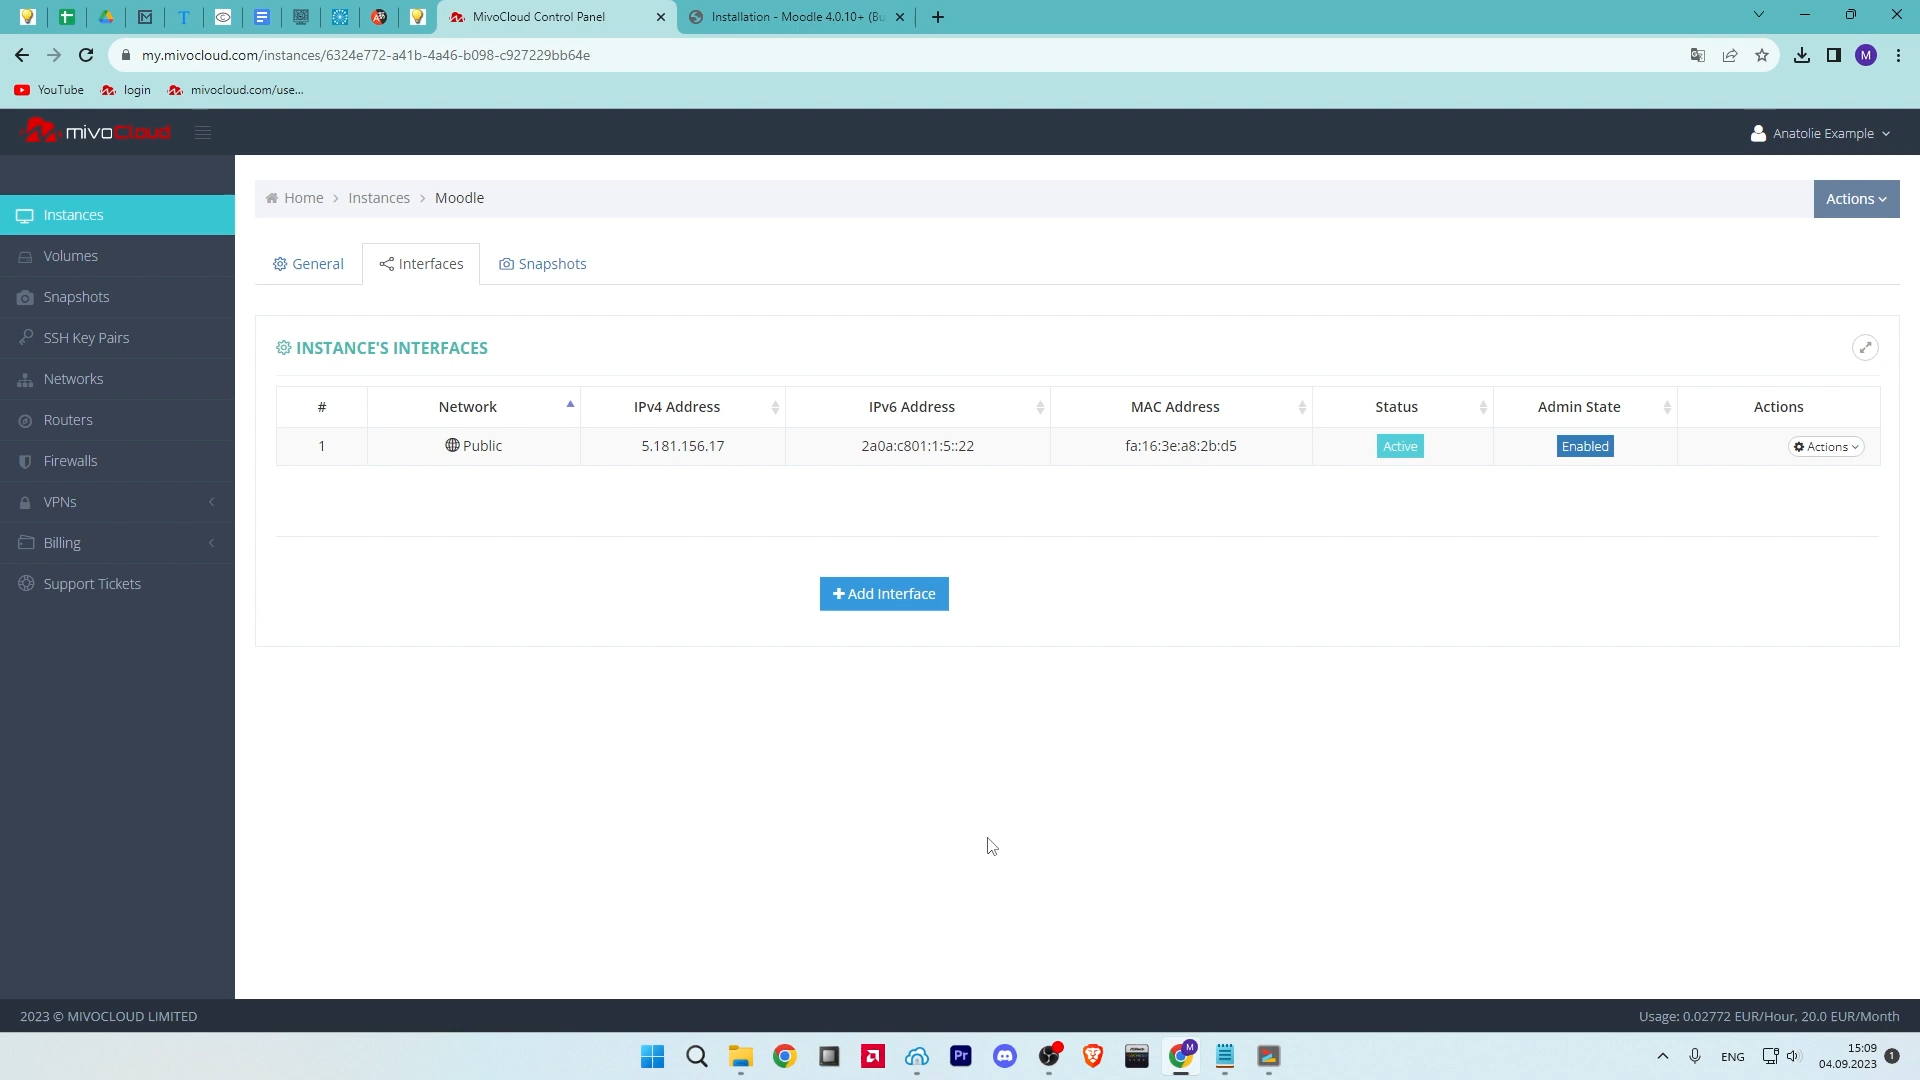 MivoCloud Control Panel
Installation - Moodle 4.0.10+ (Bu
my.mivocloud.com/instances/6324e772-a41b-4a46-b098-c927229bb64e
M
YouTube
login
mivocloud.com/use...
mivoCloud
Anatolie Example
Home > Instances > Moodle
Actions
Instances
Volumes
Snapshots
SSH Key Pairs
Networks
Routers
Firewalls
VPNs
Billing
Support Tickets
General
Interfaces
Snapshots
INSTANCE'S INTERFACES
# Network IPv4 Address IPv6 Address MAC Address Status Admin State Actions
1 Public 5.181.156.17 2a0a:c801:1:5::22 fa:16:3e:a8:2b:d5 Active Enabled Actions
Add Interface
2023 © MIVOCLOUD LIMITED
Usage: 0.02772 EUR/Hour, 20.0 EUR/Month
Pr
M
ENG
15:09
04.09.2023
1